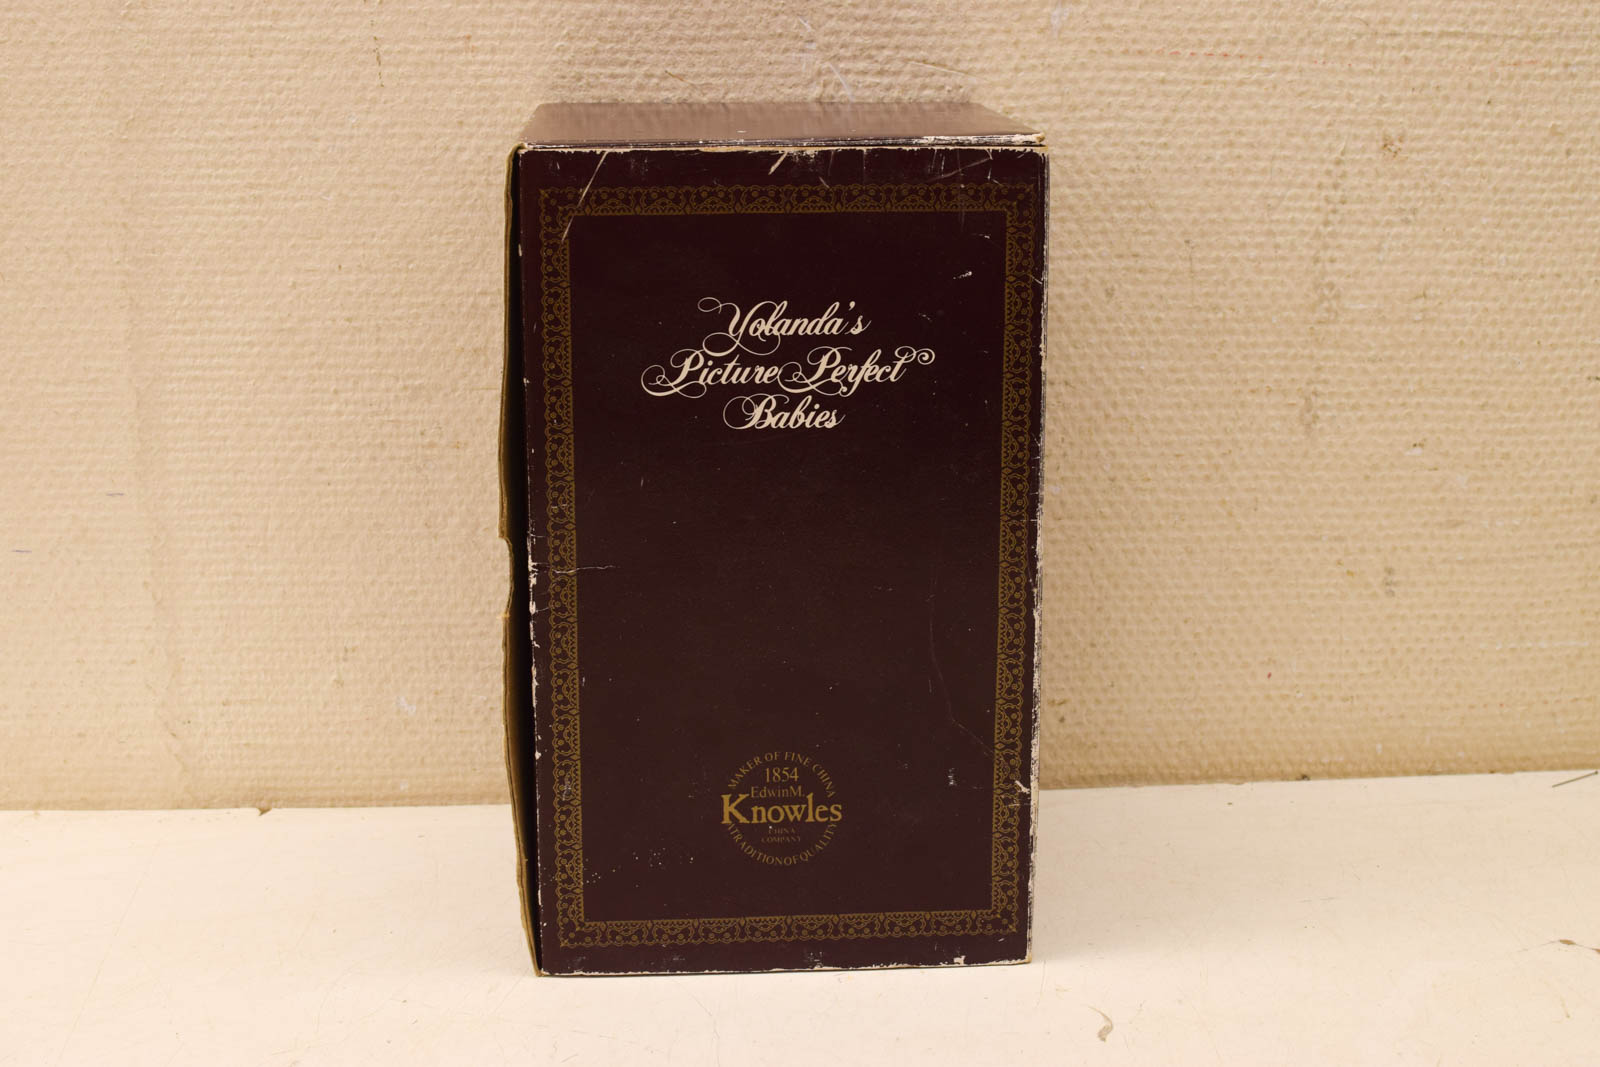 Yolanda's
Picture Perfect
Babies
MAKER OF FINE CHINA
1854
Edwin M.
Knowles
CHINA
COMPANY
A TRADITION OF QUALITY